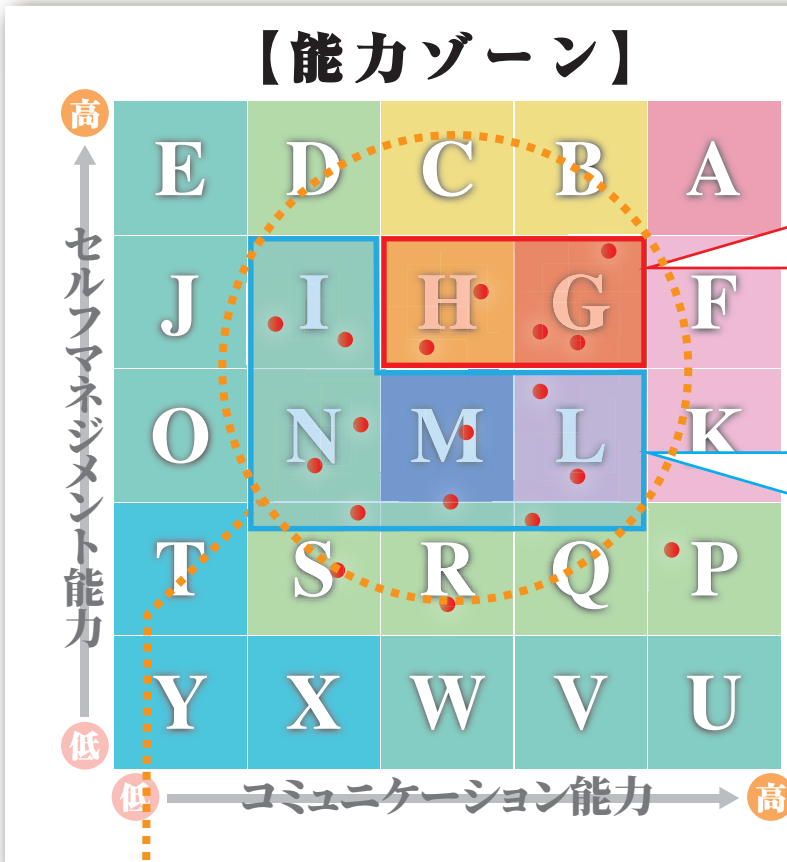 【能力ゾーン】
高
セルフマネジメント能力
低
E D C B A
J I H G F
O N M L K
T S R Q P
Y X W V U
低
コミュニケーション能力
高